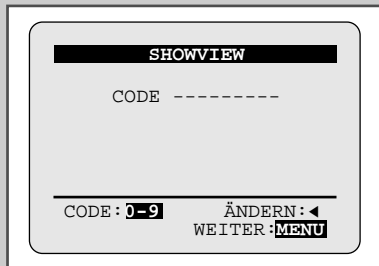 SHOWVIEW
CODE ---------
CODE:0-9 ÄNDERN:◀
WEITER:MENU